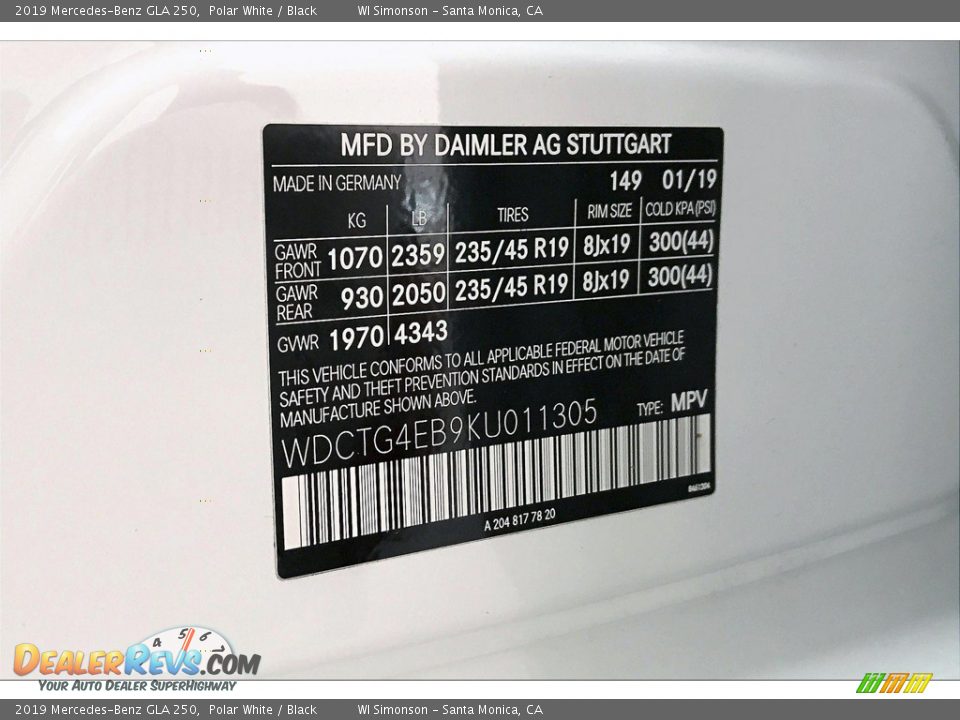 2019 Mercedes-Benz GLA 250, Polar White / Black WI Simonson - Santa Monica, CA
MFD BY DAIMLER AG STUTTGART
MADE IN GERMANY 149 01/19
KG LB TIRES RIM SIZE COLD KPA (PSI)
GAWR FRONT 1070 2359 235/45 R19 8Jx19 300(44)
GAWR REAR 930 2050 235/45 R19 8Jx19 300(44)
GVWR 1970 4343
THIS VEHICLE CONFORMS TO ALL APPLICABLE FEDERAL MOTOR VEHICLE
SAFETY AND THEFT PREVENTION STANDARDS IN EFFECT ON THE DATE OF
MANUFACTURE SHOWN ABOVE.
WDCTG4EB9KU011305 TYPE: MPV
A 204 817 78 20
4 5 6
DEALERREVS.COM
YOUR AUTO DEALER SUPERHIGHWAY
2019 Mercedes-Benz GLA 250, Polar White / Black WI Simonson - Santa Monica, CA